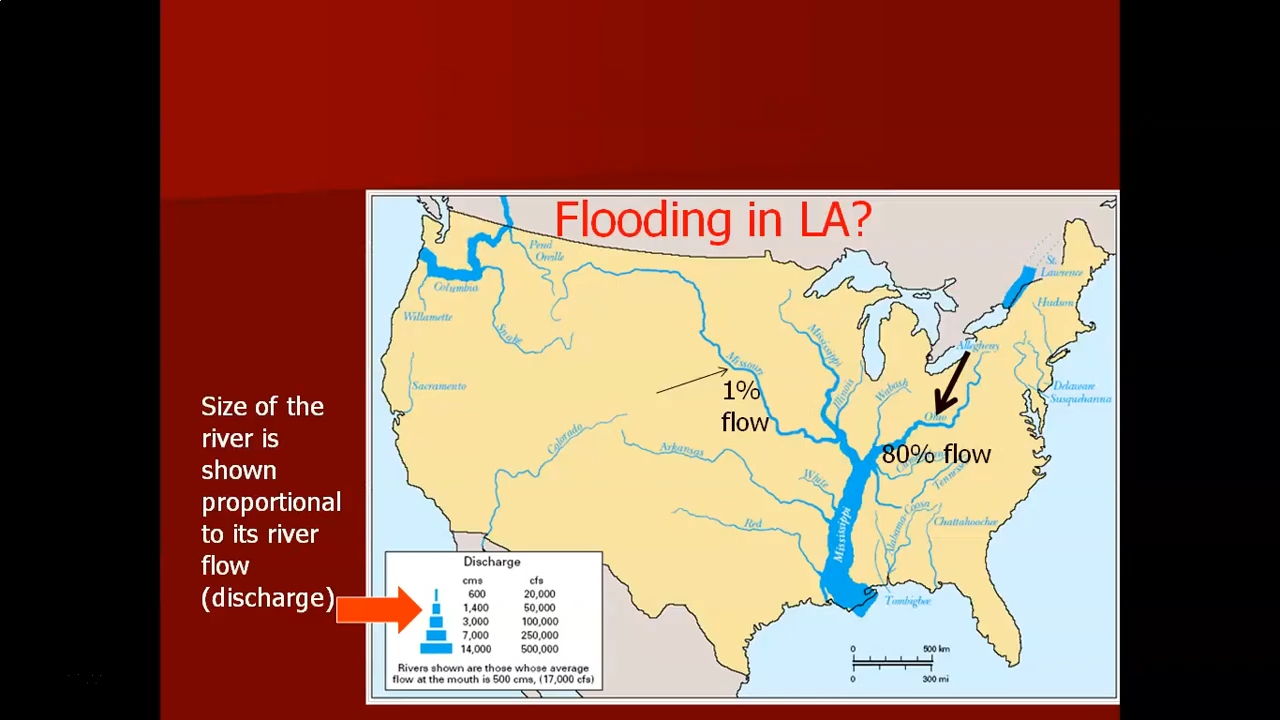 Flooding in LA?
Pend
Oreille
St.
Lawrence
Columbia
Hudson
Willamette
Snake
Mississippi
Allegheny
Missouri
Illinois
Wabash
Sacramento
Delaware
Susquehanna
1%
flow
Ohio
Size of the
river is
shown
proportional
to its river
flow
(discharge)
Colorado
Arkansas
80% flow
White
Tennessee
Red
Mississippi
Alabama-Coosa
Chattahoochee
Tombigbee
Discharge
cms cfs
600 20,000
1,400 50,000
3,000 100,000
7,000 250,000
14,000 500,000
Rivers shown are those whose average
flow at the mouth is 500 cms, (17,000 cfs)
0 500 km
0 300 mi